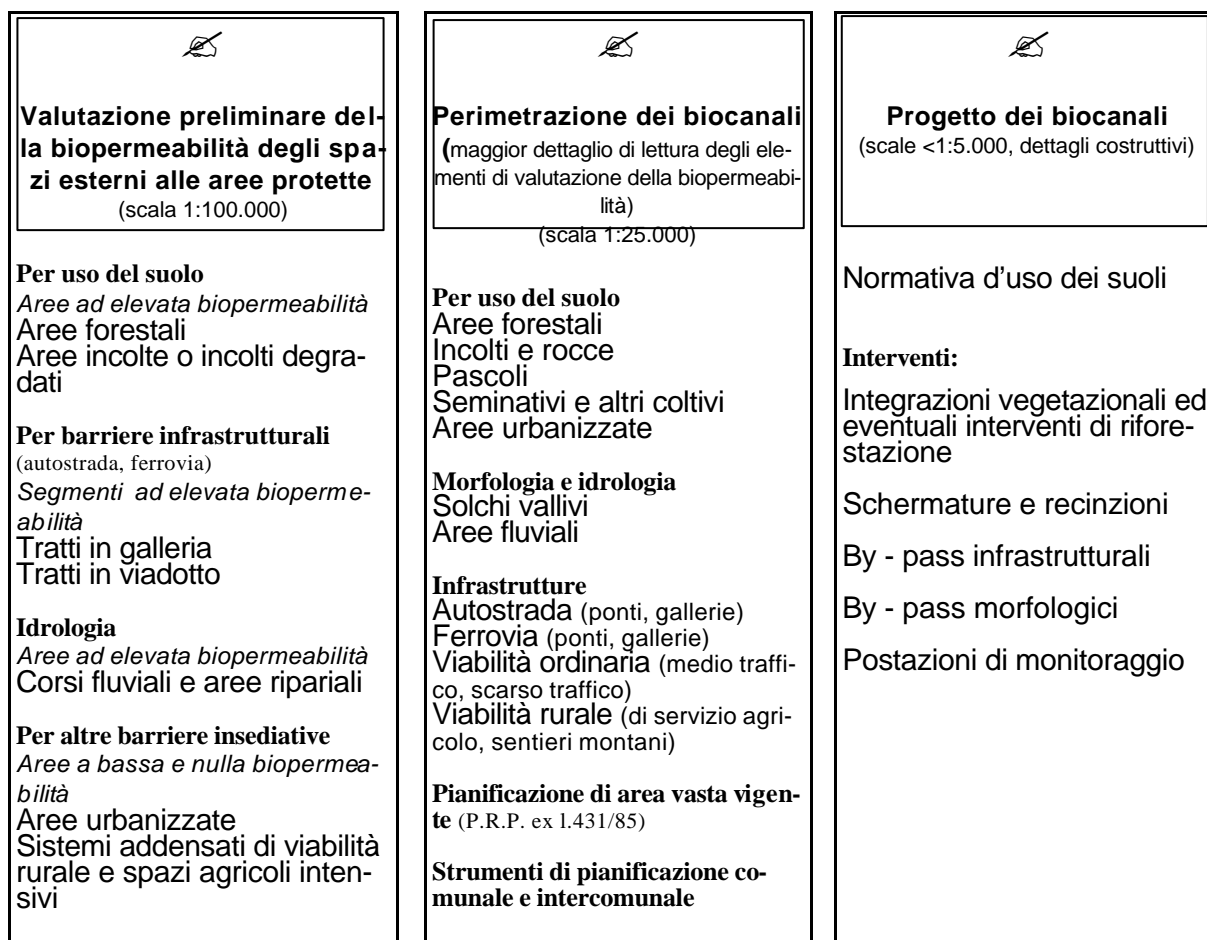 Valutazione preliminare del-
la biopermeabilità degli spa-
zi esterni alle aree protette
(scala 1:100.000)
Per uso del suolo
Aree ad elevata biopermeabilità
Aree forestali
Aree incolte o incolti degra-
dati
Per barriere infrastrutturali
(autostrada, ferrovia)
Segmenti ad elevata bioperme-
abilità
Tratti in galleria
Tratti in viadotto
Idrologia
Aree ad elevata biopermeabilità
Corsi fluviali e aree ripariali
Per altre barriere insediative
Aree a bassa e nulla biopermea-
bilità
Aree urbanizzate
Sistemi addensati di viabilità
rurale e spazi agricoli inten-
sivi
Perimetrazione dei biocanali
(maggior dettaglio di lettura degli ele-
menti di valutazione della biopermeabi-
lità)
(scala 1:25.000)
Per uso del suolo
Aree forestali
Incolti e rocce
Pascoli
Seminativi e altri coltivi
Aree urbanizzate
Morfologia e idrologia
Solchi vallivi
Aree fluviali
Infrastrutture
Autostrada (ponti, gallerie)
Ferrovia (ponti, gallerie)
Viabilità ordinaria (medio traffi-
co, scarso traffico)
Viabilità rurale (di servizio agri-
colo, sentieri montani)
Pianificazione di area vasta vigen-
te (P.R.P. ex l.431/85)
Strumenti di pianificazione co-
munale e intercomunale
Progetto dei biocanali
(scale <1:5.000, dettagli costruttivi)
Normativa d'uso dei suoli
Interventi:
Integrazioni vegetazionali ed
eventuali interventi di rifore-
stazione
Schermature e recinzioni
By - pass infrastrutturali
By - pass morfologici
Postazioni di monitoraggio